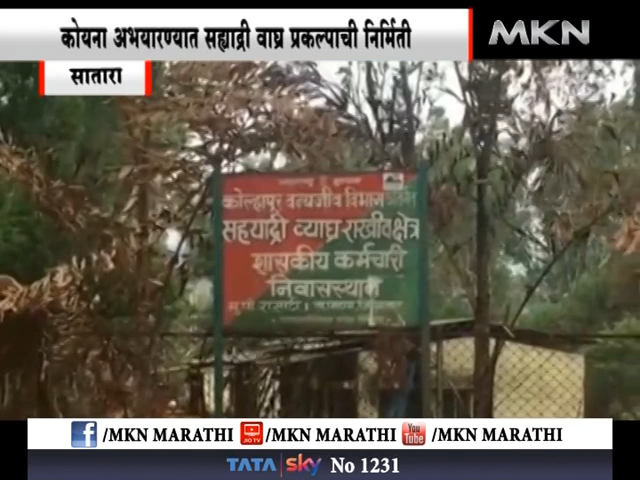 कोयना अभयारण्यात सह्याद्री वाघ्र प्रकल्पाची निर्मिती
MKN
सातारा
कोल्हापूर वन्यजीव विभाग
सहयाद्री व्याघ्र राखीव क्षेत्र
शासकीय कर्मचारी
निवासस्थान
/MKN MARATHI /MKN MARATHI /MKN MARATHI
TATA sky No 1231